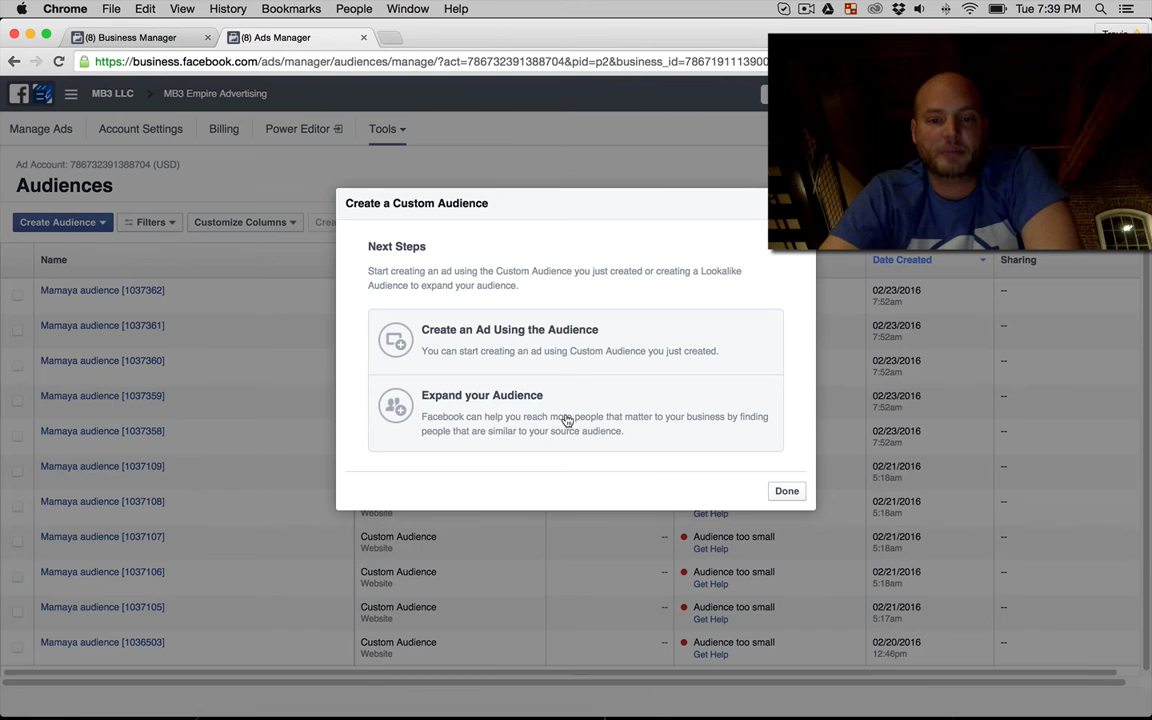 Chrome File Edit View History Bookmarks People Window Help Tue 7:39 PM
(8) Business Manager × (8) Ads Manager ×
https://business.facebook.com/ads/manager/audiences/manage/?act=786732391388704&pid=p2&business_id=7867191113900
MB3 LLC > MB3 Empire Advertising
Manage Ads Account Settings Billing Power Editor Tools
Ad Account: 786732391388704 (USD)
Audiences
Create Audience Filters Customize Columns Crea
Create a Custom Audience
Name Date Created Sharing
Next Steps
Start creating an ad using the Custom Audience you just created or creating a Lookalike
Audience to expand your audience.
Mamaya audience [1037362] 02/23/2016 --
7:52am
Mamaya audience [1037361] 02/23/2016 --
7:52am
Create an Ad Using the Audience
You can start creating an ad using Custom Audience you just created.
Mamaya audience [1037360] 02/23/2016 --
7:52am
Mamaya audience [1037359] 02/23/2016 --
7:52am
Expand your Audience
Facebook can help you reach more people that matter to your business by finding
people that are similar to your source audience.
Mamaya audience [1037358] 02/23/2016 --
7:52am
Mamaya audience [1037109] 02/21/2016 --
5:18am
Done
Mamaya audience [1037108] 02/21/2016 --
Website Get Help 5:18am
Mamaya audience [1037107] Custom Audience -- Audience too small 02/21/2016 --
Website Get Help 5:18am
Mamaya audience [1037106] Custom Audience -- Audience too small 02/21/2016 --
Website Get Help 5:18am
Mamaya audience [1037105] Custom Audience -- Audience too small 02/21/2016 --
Website Get Help 5:17am
Mamaya audience [1036503] Custom Audience -- Audience too small 02/20/2016 --
Website Get Help 12:46pm